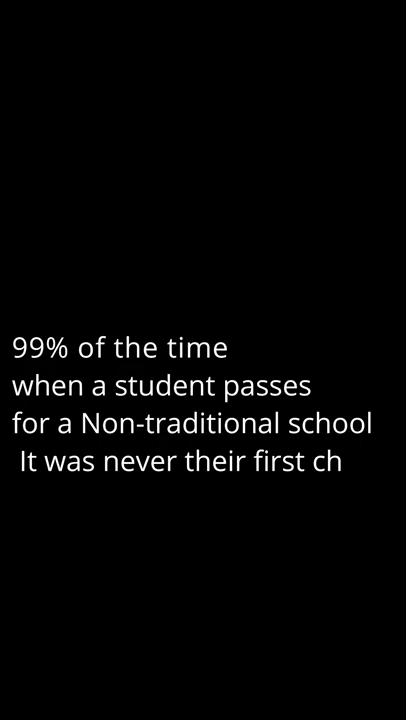 99% of the time
when a student passes
for a Non-traditional school
It was never their first ch